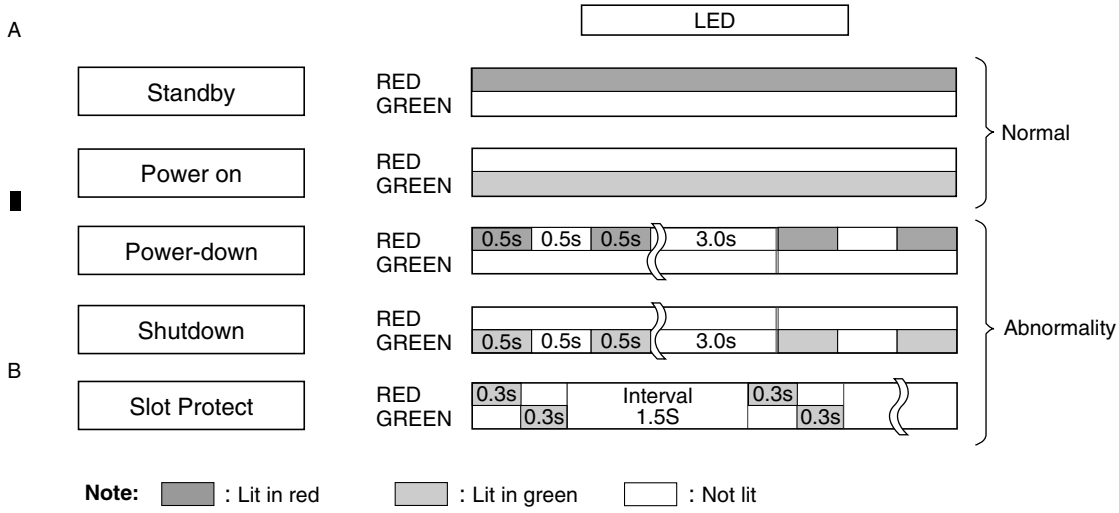 LED
A
Standby
RED
GREEN
Normal
Power on
RED
GREEN
Power-down
RED
GREEN
0.5s 0.5s 0.5s 3.0s
Shutdown
RED
GREEN
0.5s 0.5s 0.5s 3.0s
Abnormality
B
Slot Protect
RED
GREEN
0.3s Interval 0.3s
0.3s 1.5S 0.3s
Note: : Lit in red : Lit in green : Not lit